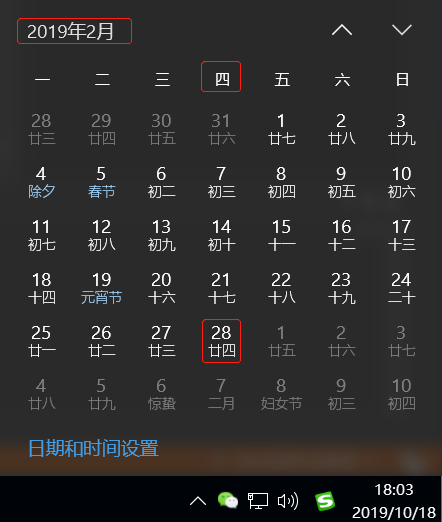 2019年2月
一 二 三 四 五 六 日
28 29 30 31 1 2 3
廿三 廿四 廿五 廿六 廿七 廿八 廿九
4 5 6 7 8 9 10
除夕 春节 初二 初三 初四 初五 初六
11 12 13 14 15 16 17
初七 初八 初九 初十 十一 十二 十三
18 19 20 21 22 23 24
十四 元宵节 十六 十七 十八 十九 二十
25 26 27 28 1 2 3
廿一 廿二 廿三 廿四 廿五 廿六 廿七
4 5 6 7 8 9 10
廿八 廿九 惊蛰 二月 妇女节 初三 初四
日期和时间设置
18:03
2019/10/18